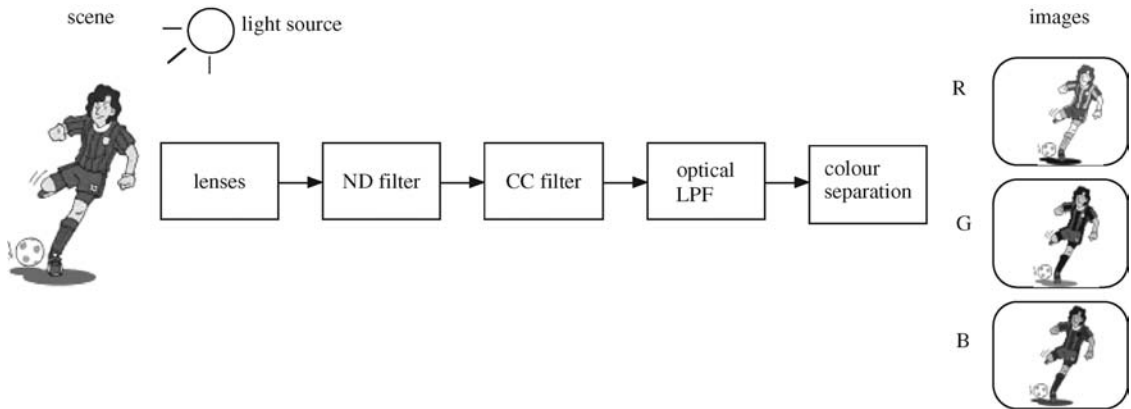 scene
light source
images
R
lenses
ND filter
CC filter
optical
LPF
colour
separation
G
B